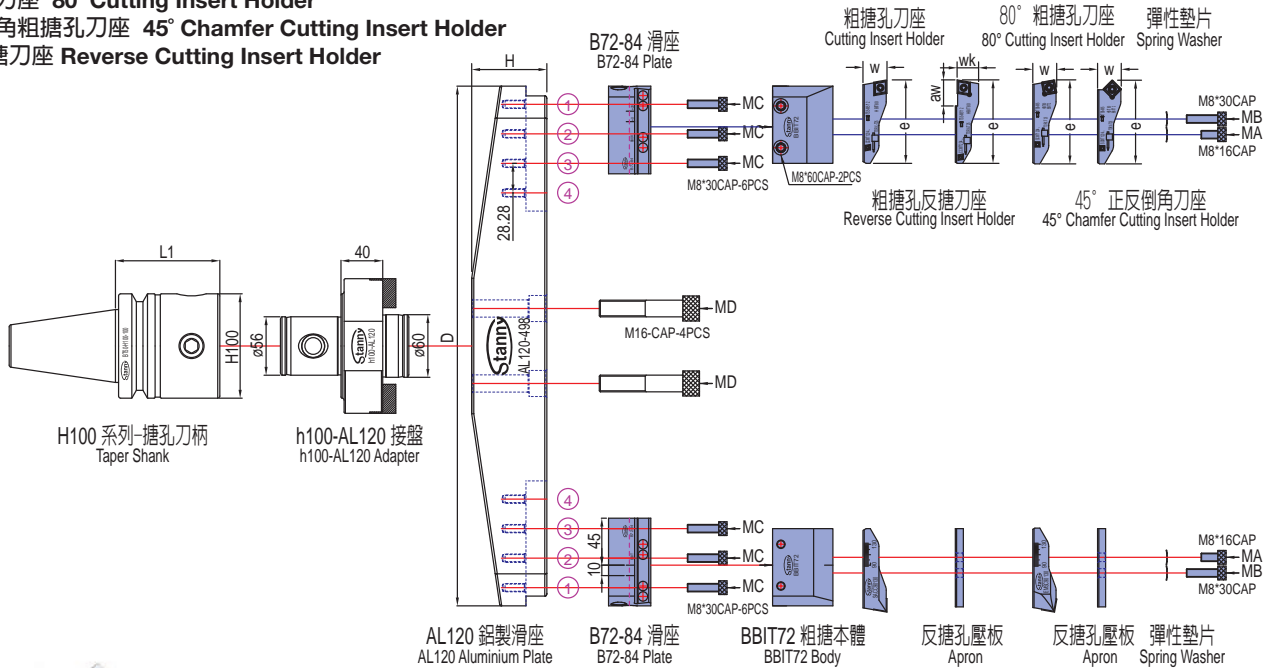 刀座 80° Cutting Insert Holder
角粗搪孔刀座 45° Chamfer Cutting Insert Holder
搪刀座 Reverse Cutting Insert Holder
H
B72-84 滑座
B72-84 Plate
粗搪孔刀座
Cutting Insert Holder
80° 粗搪孔刀座
80° Cutting Insert Holder
彈性墊片
Spring Washer
w
wk
w
w
aw
e
e
e
e
1
2
3
4
MC
MC
MC
M8*30CAP-6PCS
Stanny
BBIT72
M8*60CAP-2PCS
M8*30CAP
MB
MA
M8*16CAP
粗搪孔反搪刀座
Reverse Cutting Insert Holder
45° 正反倒角刀座
45° Chamfer Cutting Insert Holder
28.28
L1
40
D
H100
ø56
ø60
Stanny
h100-AL120
Stanny
AL120-498
MD
M16-CAP-4PCS
MD
H100 系列-搪孔刀柄
Taper Shank
h100-AL120 接盤
h100-AL120 Adapter
4
3
2
1
45
10
MC
MC
MC
M8*30CAP-6PCS
Stanny
BBIT72
M8*16CAP
MA
MB
M8*30CAP
AL120 鋁製滑座
AL120 Aluminium Plate
B72-84 滑座
B72-84 Plate
BBIT72 粗搪本體
BBIT72 Body
反搪孔壓板
Apron
反搪孔壓板
Apron
彈性墊片
Spring Washer